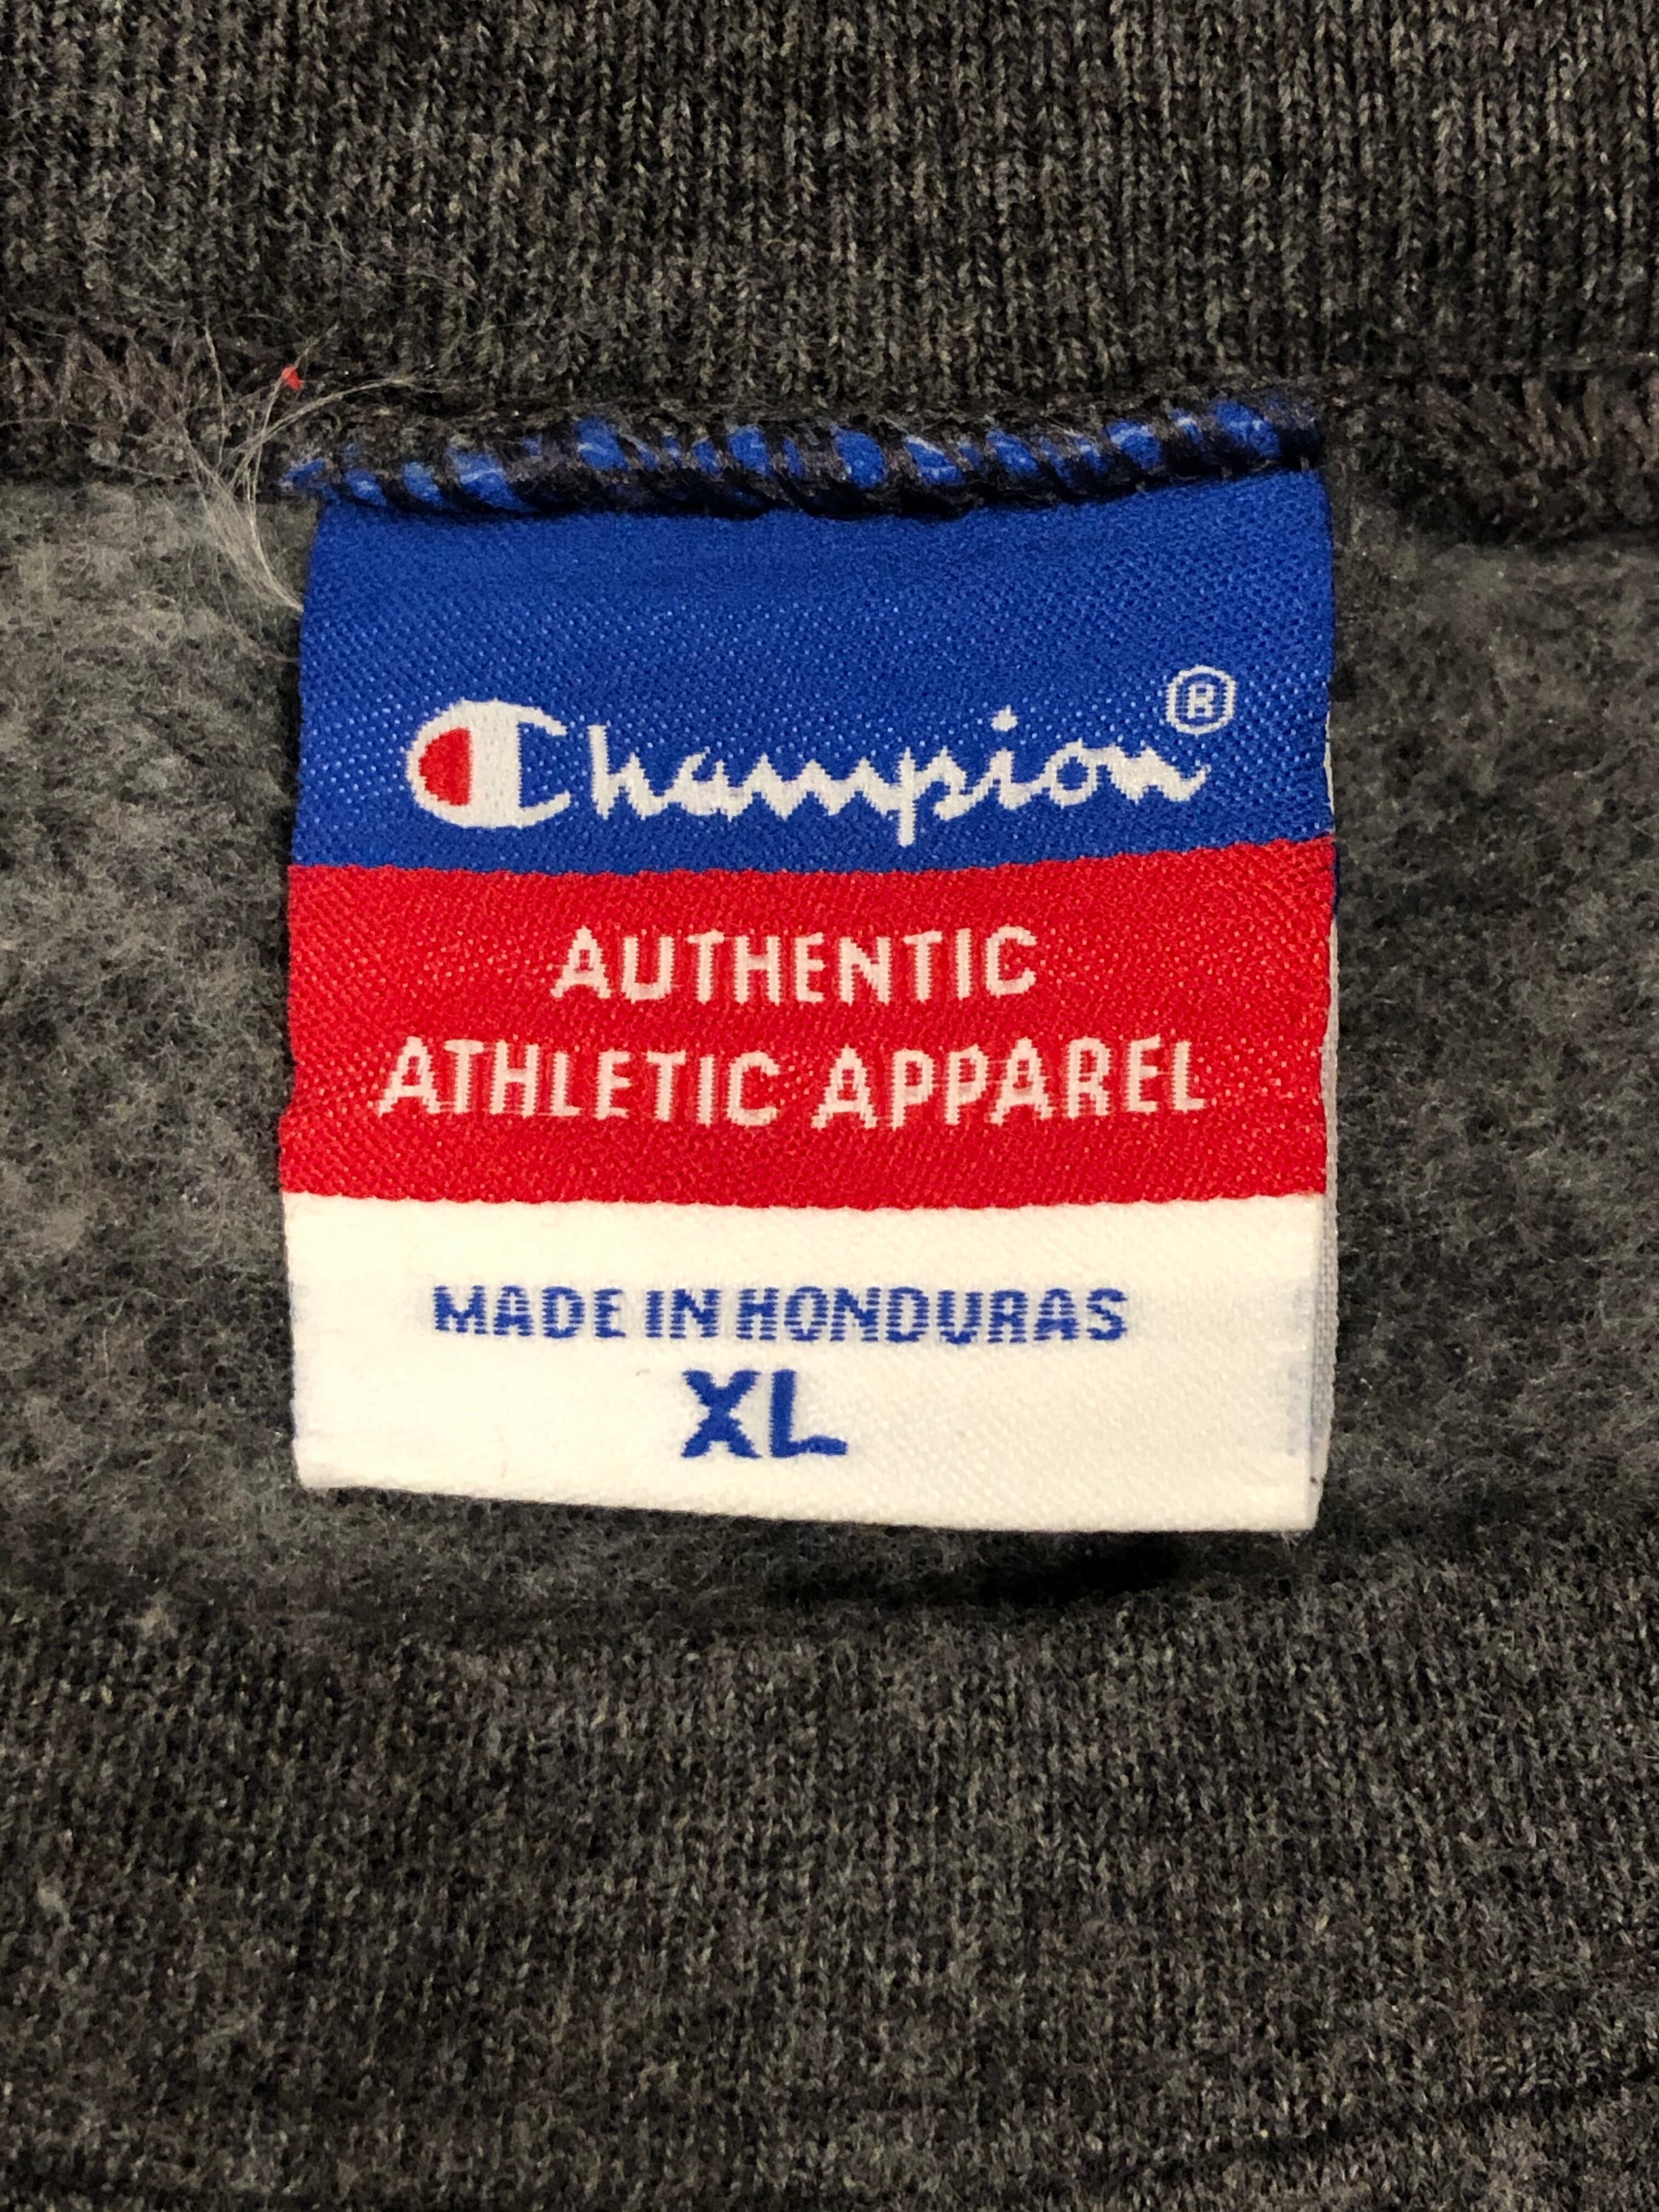 Champion®
AUTHENTIC
ATHLETIC APPAREL
MADE IN HONDURAS
XL